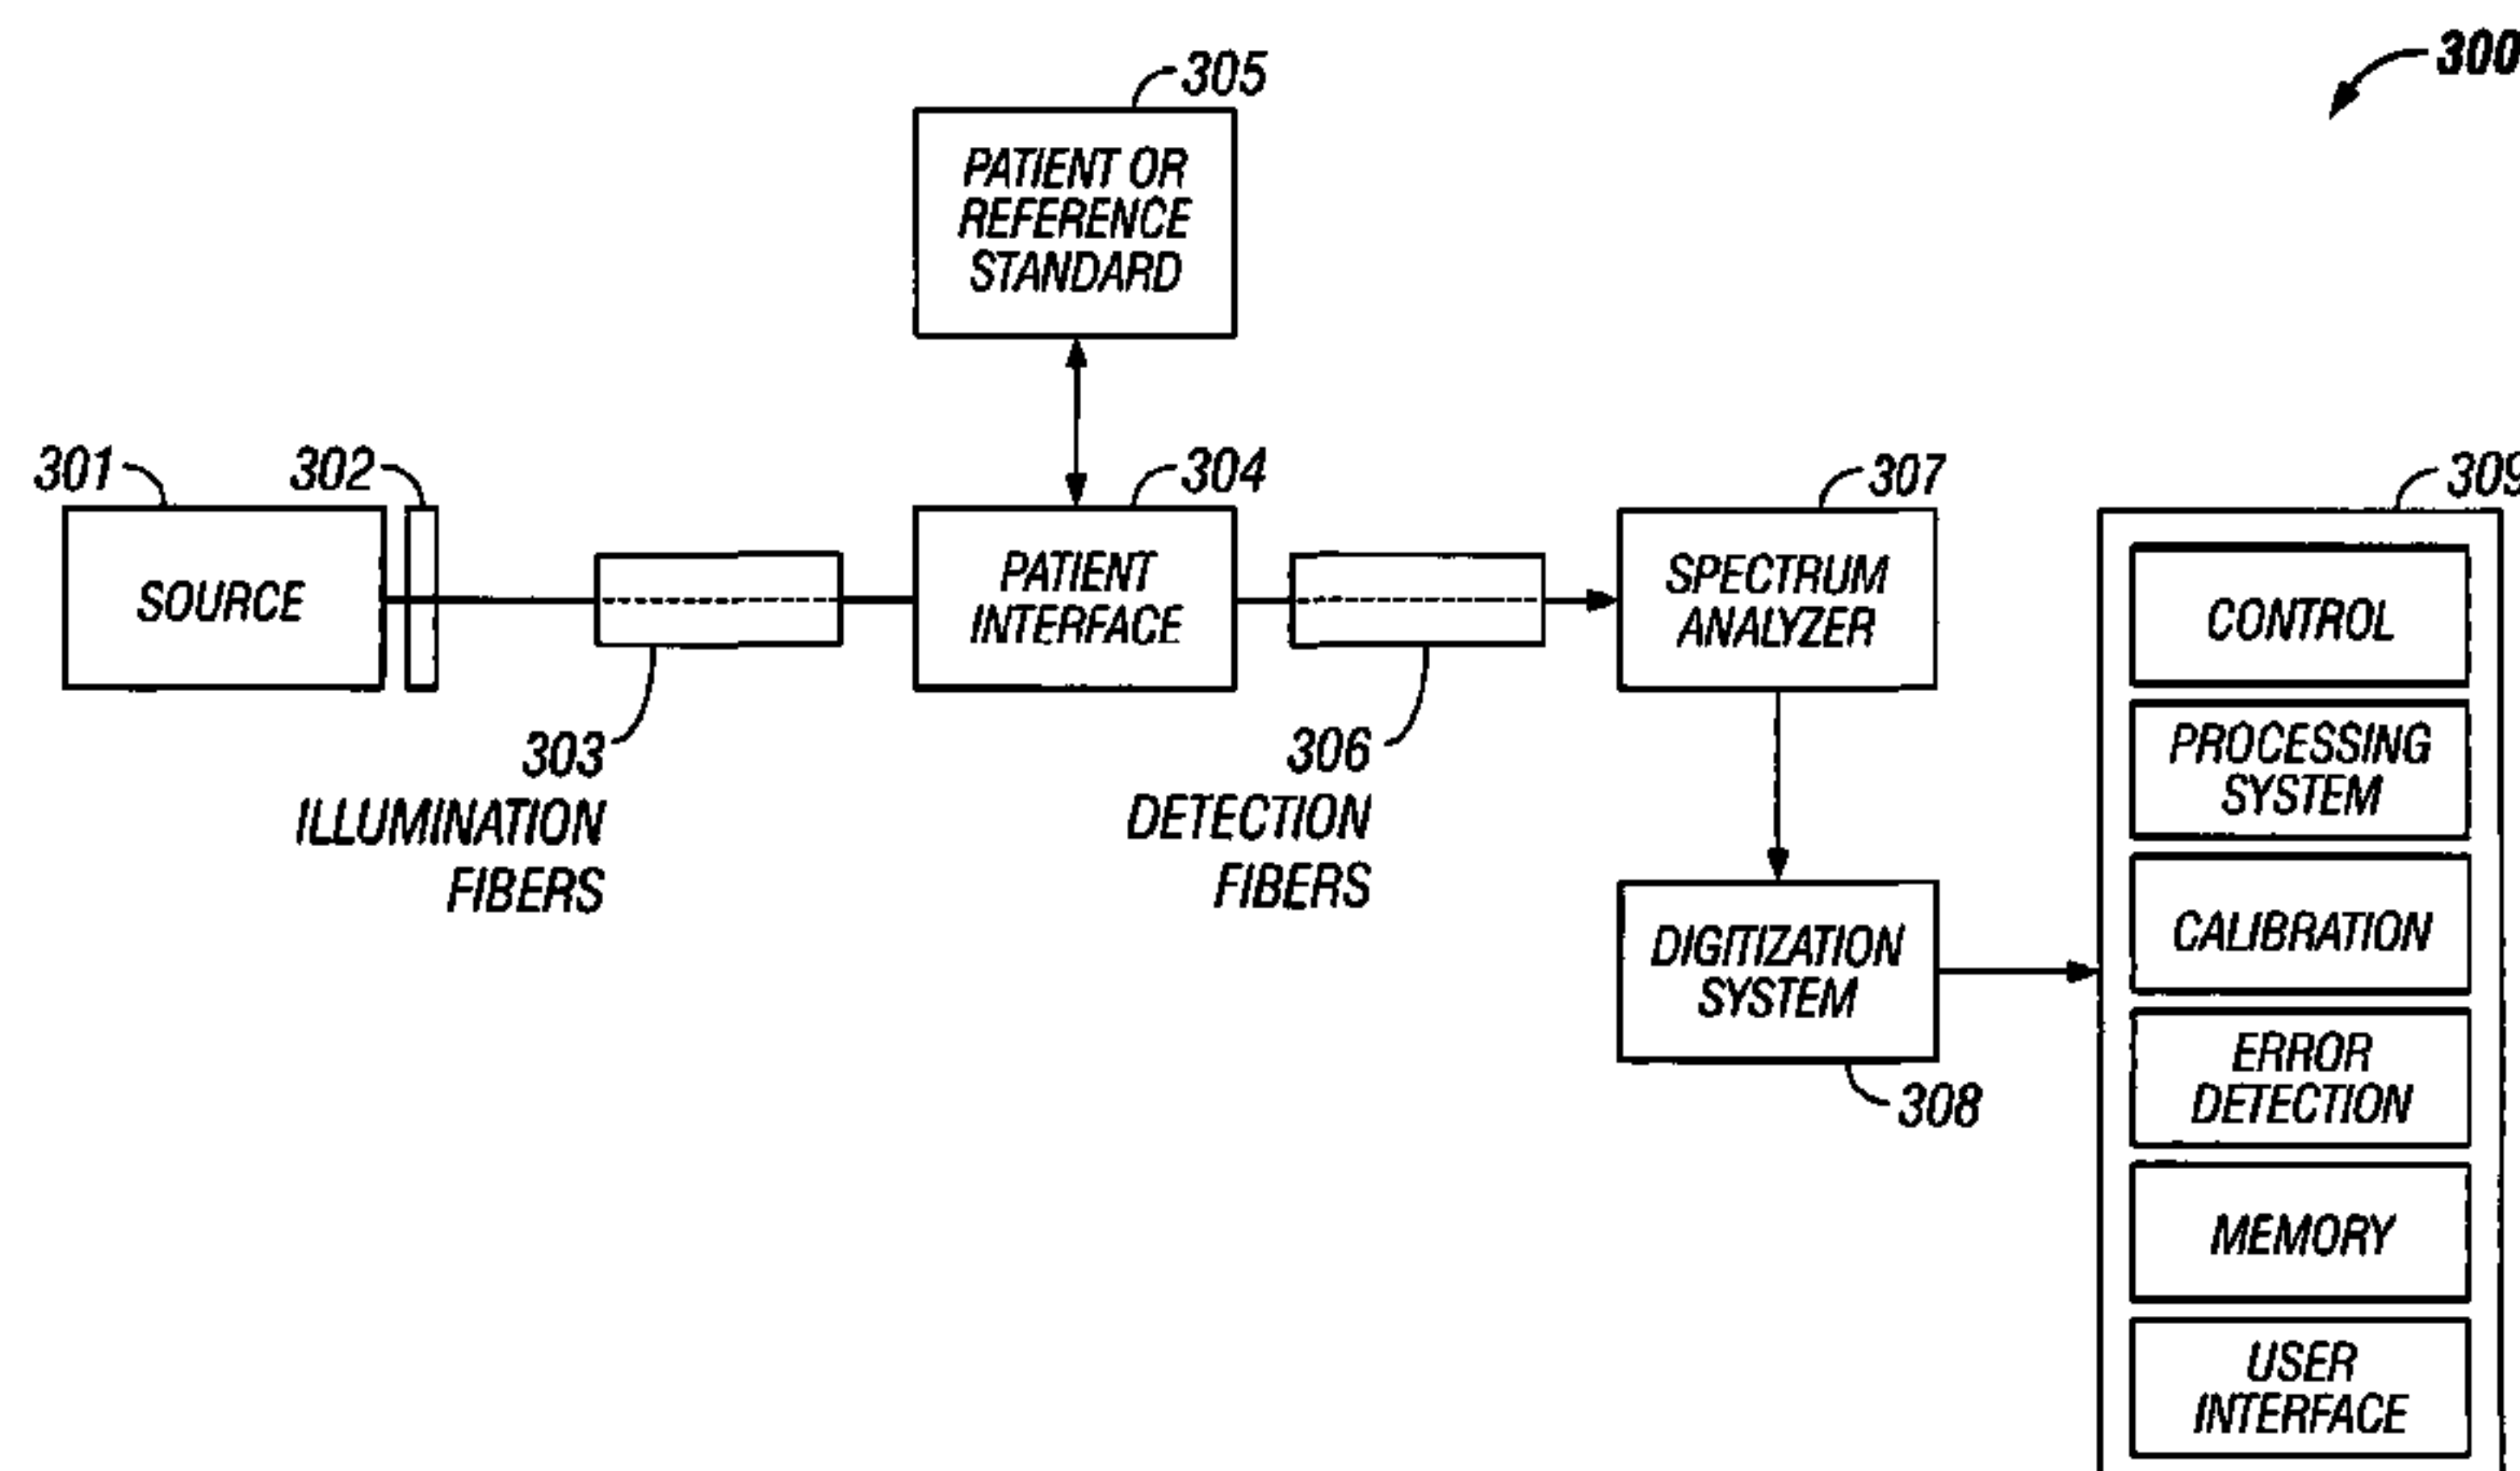 300
305
PATIENT OR
REFERENCE
STANDARD
301
302
304
307
309
SOURCE
PATIENT
INTERFACE
SPECTRUM
ANALYZER
303
ILLUMINATION
FIBERS
306
DETECTION
FIBERS
DIGITIZATION
SYSTEM
308
CONTROL
PROCESSING
SYSTEM
CALIBRATION
ERROR
DETECTION
MEMORY
USER
INTERFACE